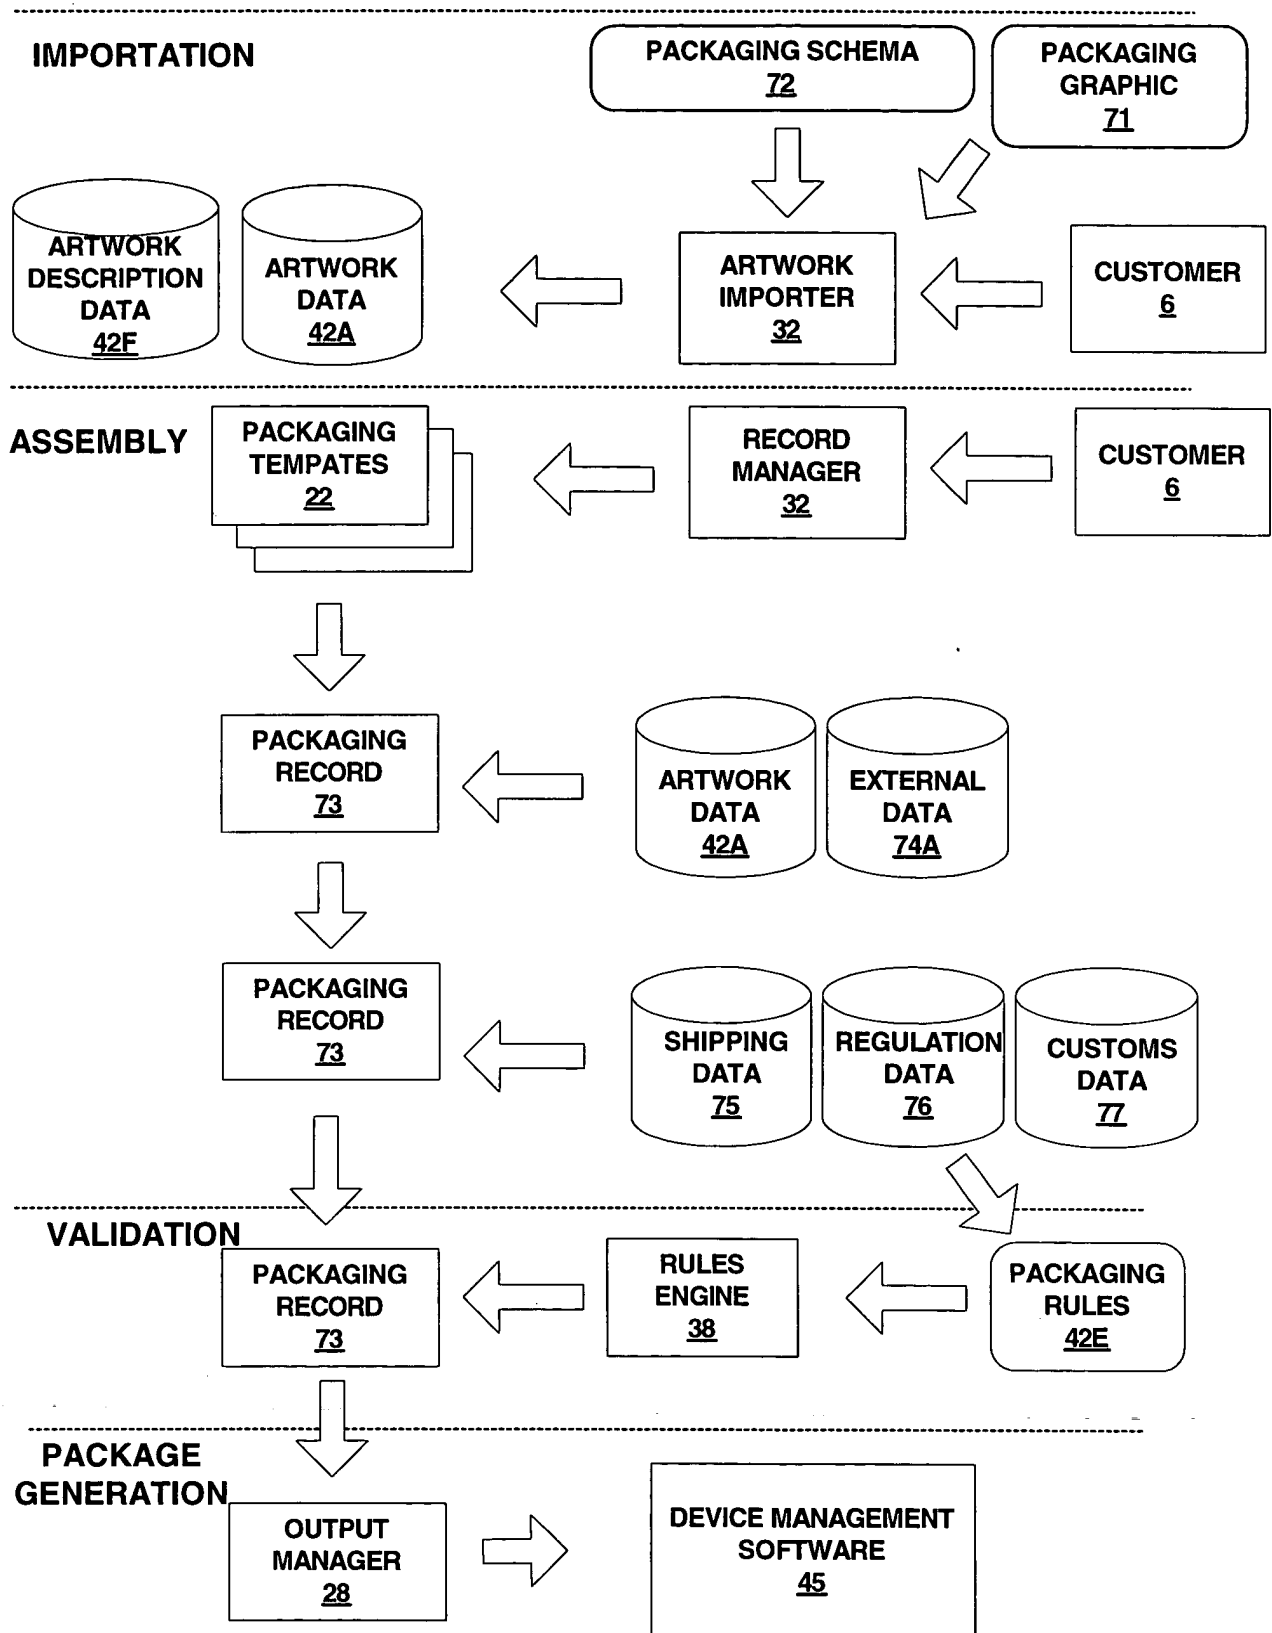 IMPORTATION
PACKAGING SCHEMA
72
PACKAGING
GRAPHIC
71
ARTWORK
DESCRIPTION
DATA
42F
ARTWORK
DATA
42A
ARTWORK
IMPORTER
32
CUSTOMER
6
ASSEMBLY
PACKAGING
TEMPATES
22
RECORD
MANAGER
32
CUSTOMER
6
PACKAGING
RECORD
73
ARTWORK
DATA
42A
EXTERNAL
DATA
74A
PACKAGING
RECORD
73
SHIPPING
DATA
75
REGULATION
DATA
76
CUSTOMS
DATA
77
VALIDATION
PACKAGING
RECORD
73
RULES
ENGINE
38
PACKAGING
RULES
42E
PACKAGE
GENERATION
OUTPUT
MANAGER
28
DEVICE MANAGEMENT
SOFTWARE
45